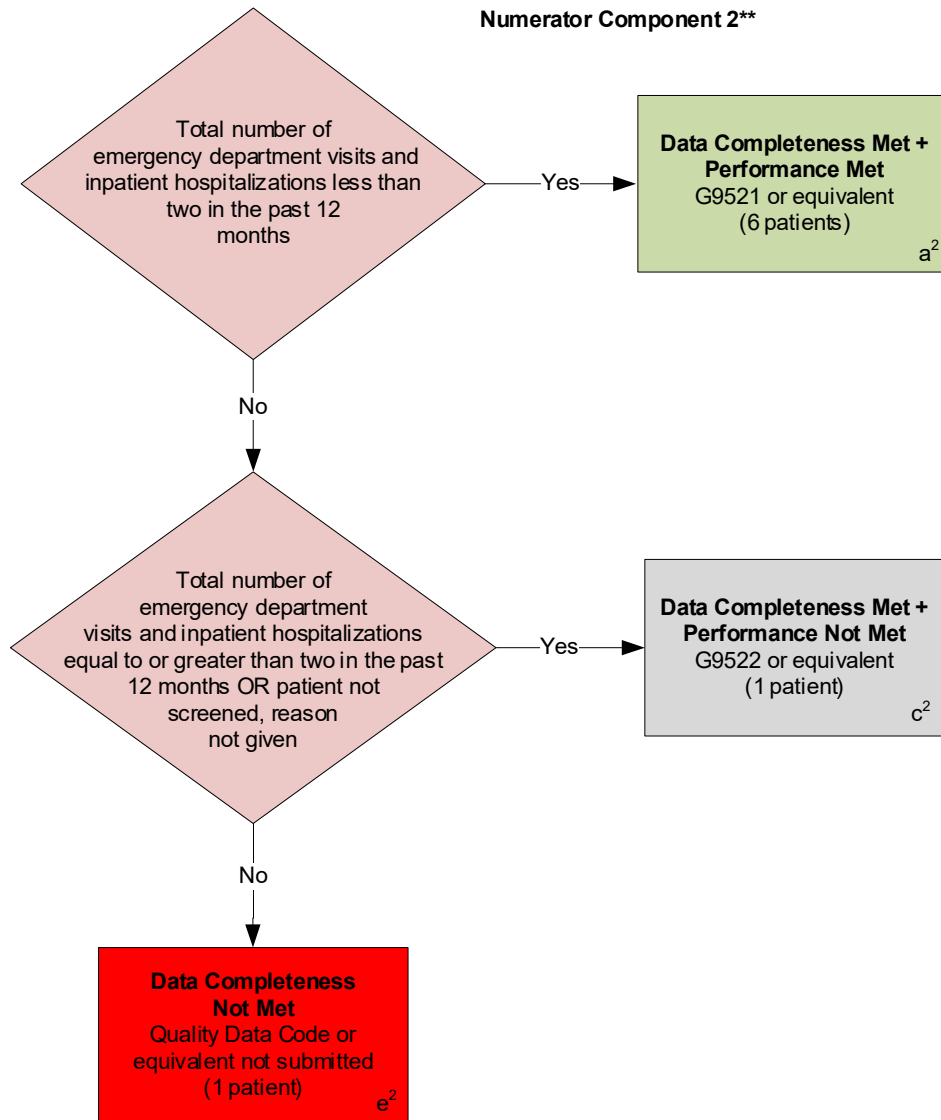 Numerator Component 2**
Total number of
emergency department visits and
inpatient hospitalizations less than
two in the past 12
months
Yes
Data Completeness Met +
Performance Met
G9521 or equivalent
(6 patients)
a²
No
Total number of
emergency department
visits and inpatient hospitalizations
equal to or greater than two in the past
12 months OR patient not
screened, reason
not given
Yes
Data Completeness Met +
Performance Not Met
G9522 or equivalent
(1 patient)
c²
No
Data Completeness
Not Met
Quality Data Code or
equivalent not submitted
(1 patient)
e²